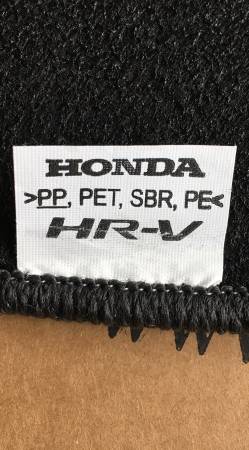 HONDA
>PP, PET, SBR, PE<
HR-V